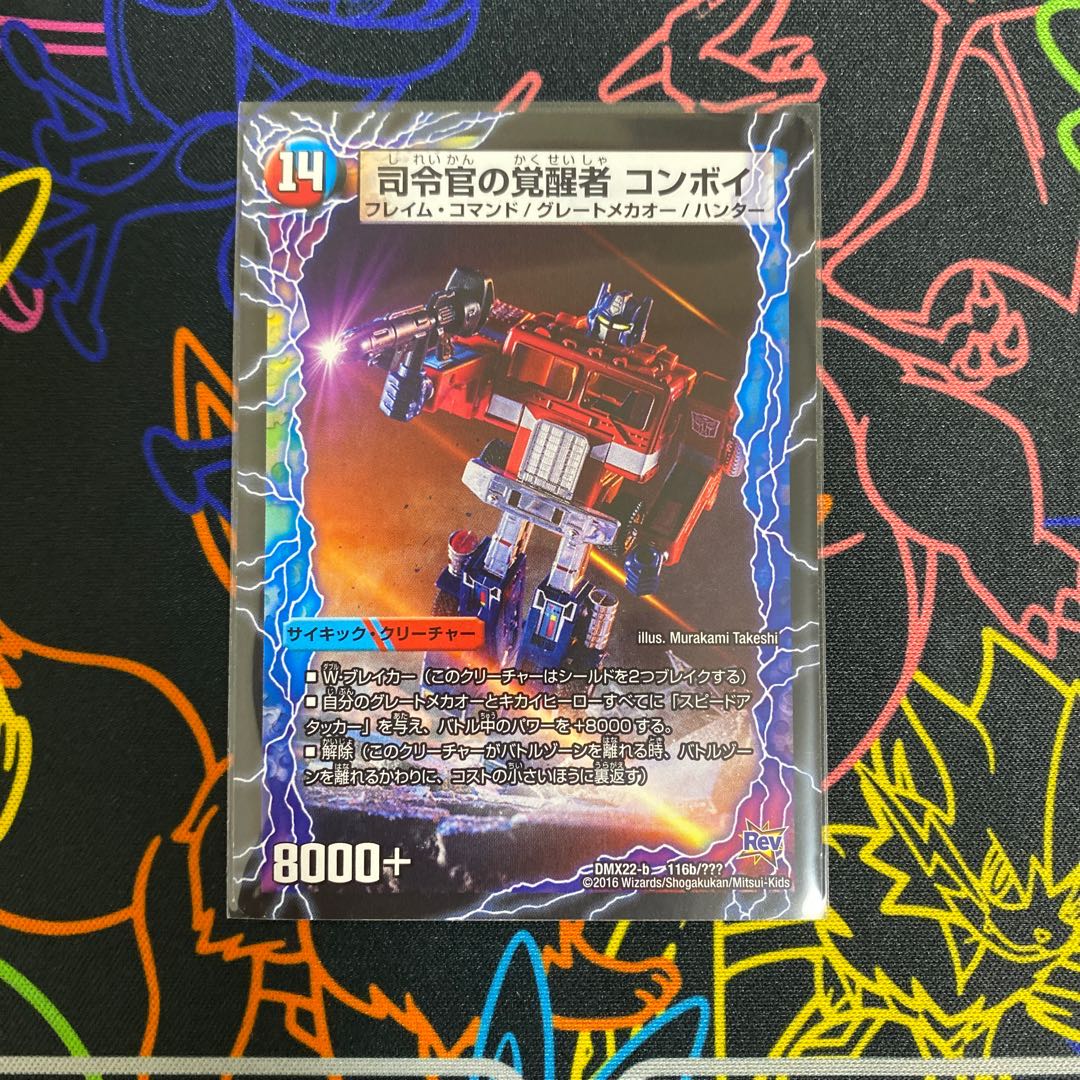 14
しれいかん かくせいしゃ
司令官の覚醒者 コンボイ
フレイム・コマンド / グレートメカオー / ハンター
サイキック・クリーチャー
illus. Murakami Takeshi
■ W・ブレイカー（このクリーチャーはシールドを2つブレイクする）
■ 自分のグレートメカオーとキカイヒーローすべてに「スピードア
タッカー」を与え、バトル中のパワーを+8000する。
■ 解除（このクリーチャーがバトルゾーンを離れる時、バトルゾー
ンを離れるかわりに、コストの小さいほうに裏返す）
8000+
Rev
DMX22-b 116b/???
©2016 Wizards/Shogakukan/Mitsui-Kids